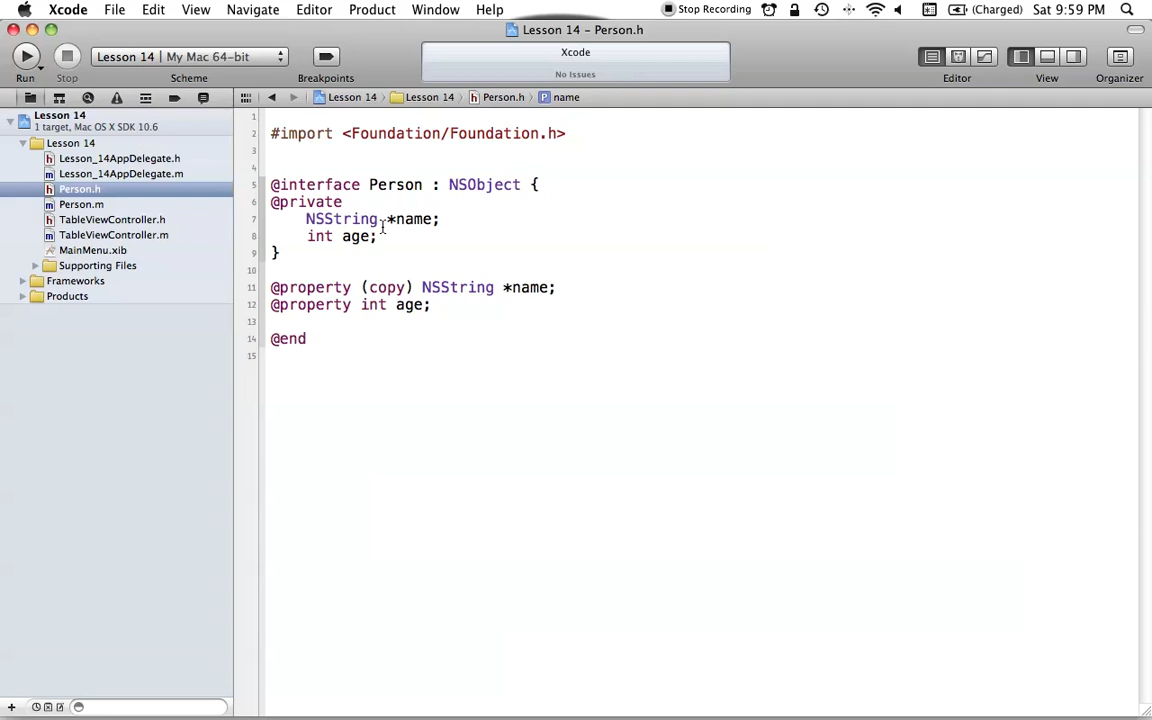 Xcode File Edit View Navigate Editor Product Window Help Stop Recording (Charged) Sat 9:59 PM
Lesson 14 - Person.h
Lesson 14 | My Mac 64-bit
Xcode
No Issues
Run Stop Scheme Breakpoints Editor View Organizer
Lesson 14 Lesson 14 Person.h P name
Lesson 14
1 target, Mac OS X SDK 10.6
Lesson 14
h Lesson_14AppDelegate.h
m Lesson_14AppDelegate.m
h Person.h
m Person.m
h TableViewController.h
m TableViewController.m
MainMenu.xib
Supporting Files
Frameworks
Products
1
2 #import <Foundation/Foundation.h>
3
4
5 @interface Person : NSObject {
6 @private
7 NSString *name;
8 int age;
9 }
10
11 @property (copy) NSString *name;
12 @property int age;
13
14 @end
15